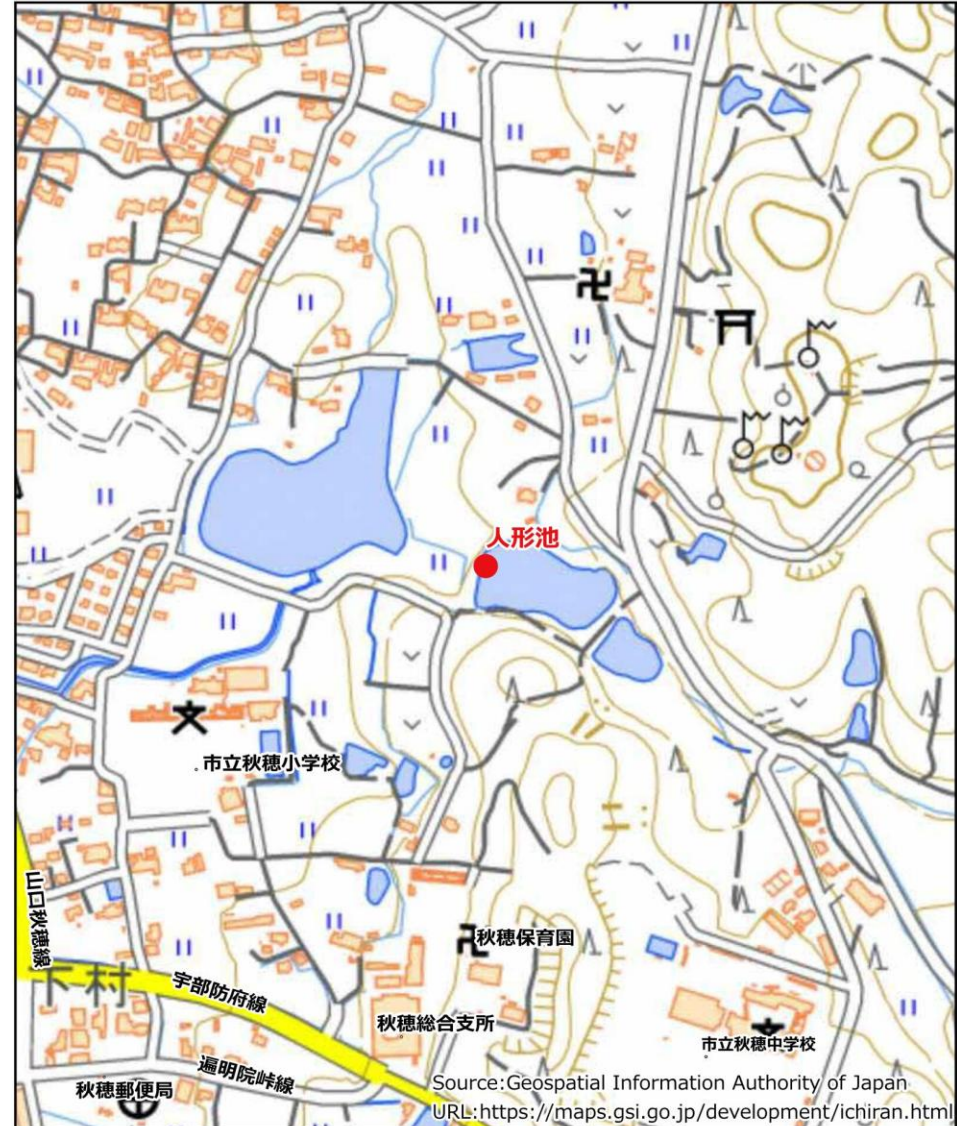 人形池
市立秋穂小学校
山口秋穂線
秋穂保育園
下村
宇部防府線
秋穂総合支所
市立秋穂中学校
遍明院峠線
秋穂郵便局
Source:Geospatial Information Authority of Japan
URL:https://maps.gsi.go.jp/development/ichiran.html